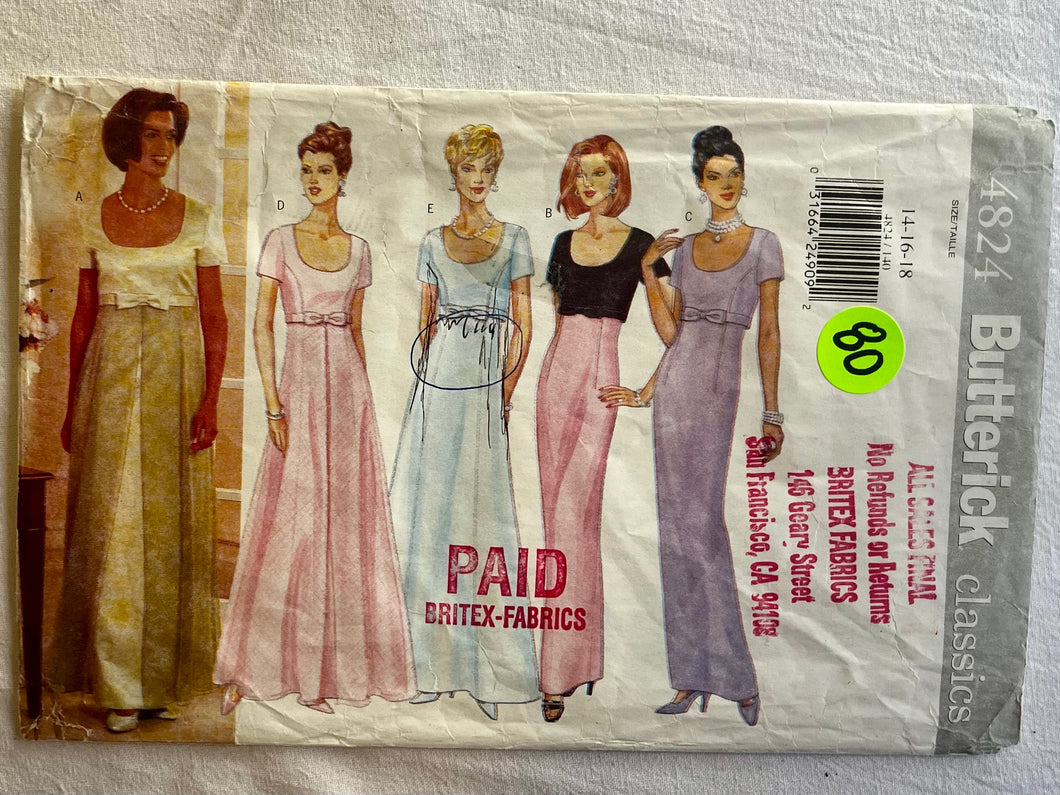 A
D
E
B
C
0 31664 24909 2
4824/140
14-16-18
SIZE/TAILLE
4824 Butterick classics
80
PAID
BRITEX-FABRICS
ALL SALES FINAL
No Refunds or Returns
BRITEX FABRICS
146 Geary Street
San Francisco, CA 94108